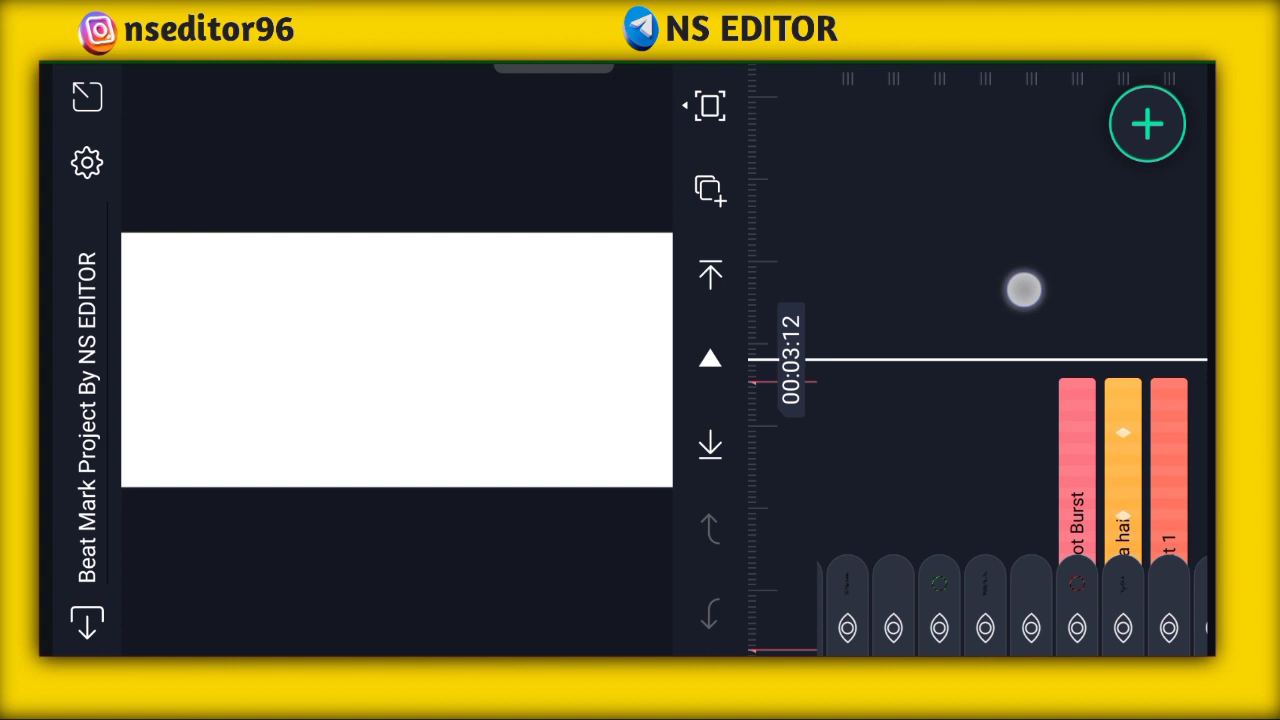 nseditor96
NS EDITOR
Beat Mark Project By NS EDITOR
00:03:12
ot Burst
a hai
1